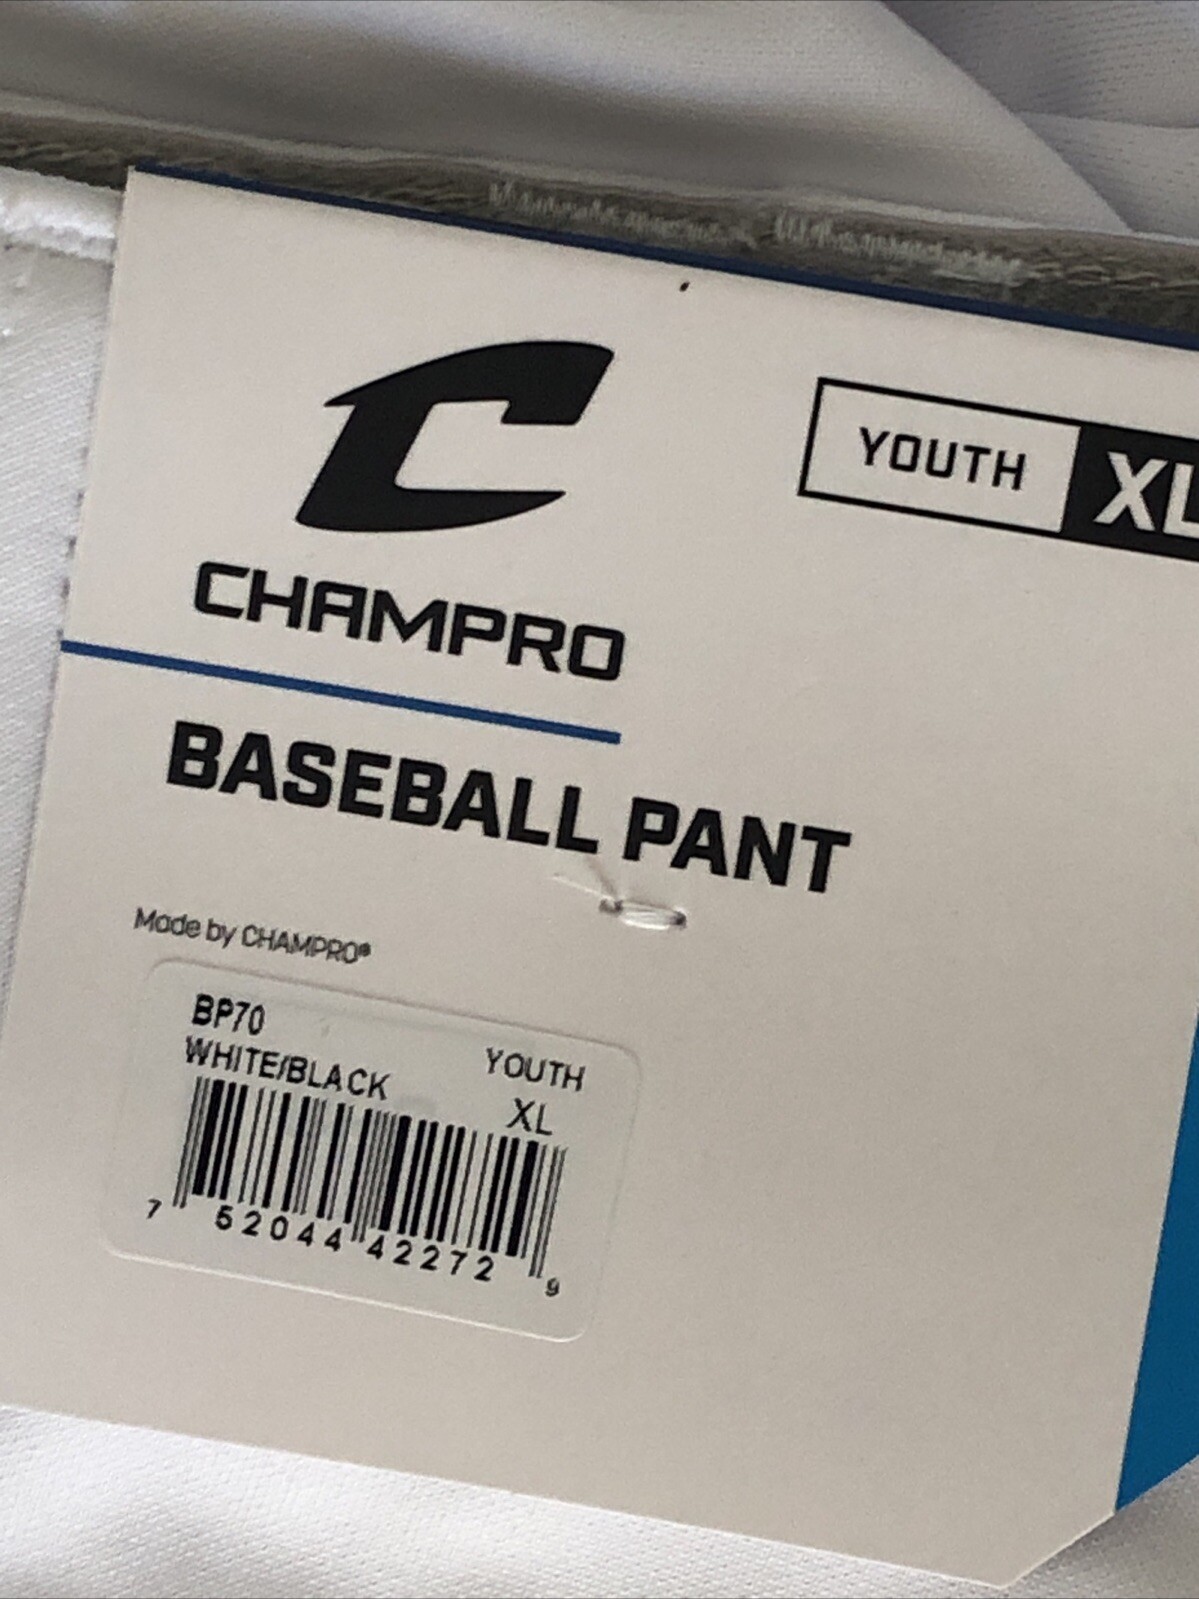 YOUTH XL
CHAMPRO
BASEBALL PANT
Made by CHAMPRO®
BP70
WHITE/BLACK YOUTH
XL
7 52044 42272 9